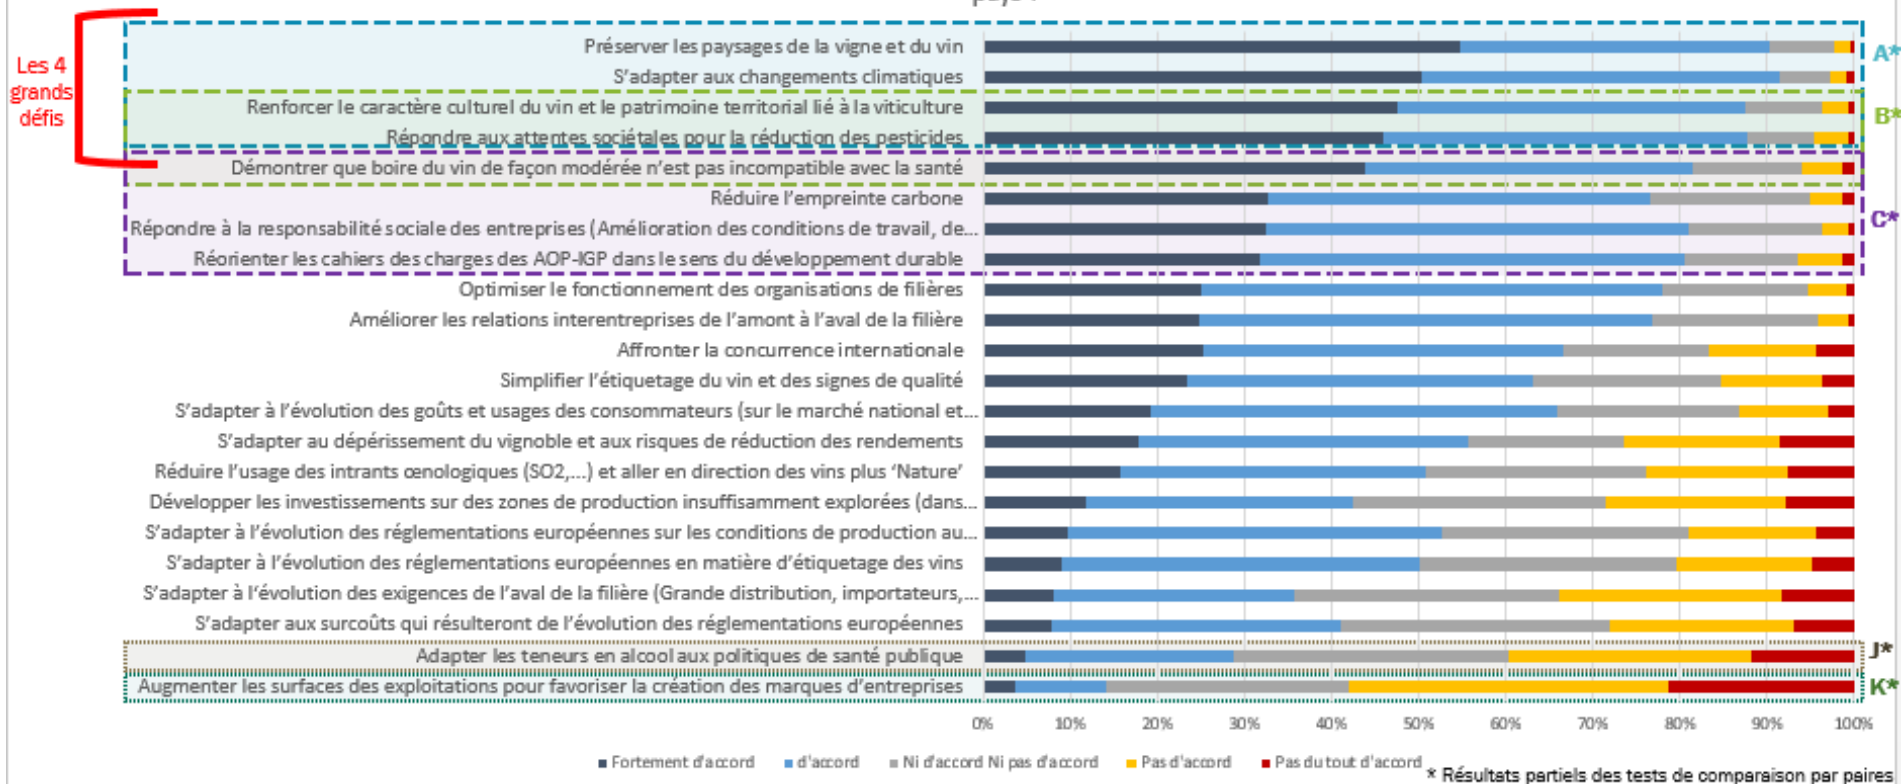 Les 4
grands
défis
Préserver les paysages de la vigne et du vin
S'adapter aux changements climatiques
Renforcer le caractère culturel du vin et le patrimoine territorial lié à la viticulture
Répondre aux attentes sociétales pour la réduction des pesticides
Démontrer que boire du vin de façon modérée n'est pas incompatible avec la santé
Réduire l'empreinte carbone
Répondre à la responsabilité sociale des entreprises (Amélioration des conditions de travail, de...
Réorienter les cahiers des charges des AOP-IGP dans le sens du développement durable
Optimiser le fonctionnement des organisations de filières
Améliorer les relations interentreprises de l'amont à l'aval de la filière
Affronter la concurrence internationale
Simplifier l'étiquetage du vin et des signes de qualité
S'adapter à l'évolution des goûts et usages des consommateurs (sur le marché national et...
S'adapter au dépérissement du vignoble et aux risques de réduction des rendements
Réduire l'usage des intrants œnologiques (SO2,...) et aller en direction des vins plus 'Nature'
Développer les investissements sur des zones de production insuffisamment explorées (dans...
S'adapter à l'évolution des réglementations européennes sur les conditions de production au...
S'adapter à l'évolution des réglementations européennes en matière d'étiquetage des vins
S'adapter à l'évolution des exigences de l'aval de la filière (Grande distribution, importateurs,...
S'adapter aux surcoûts qui résulteront de l'évolution des réglementations européennes
Adapter les teneurs en alcool aux politiques de santé publique
Augmenter les surfaces des exploitations pour favoriser la création des marques d'entreprises
A*
B*
C*
J*
K*
0% 10% 20% 30% 40% 50% 60% 70% 80% 90% 100%
Fortement d'accord d'accord Ni d'accord Ni pas d'accord Pas d'accord Pas du tout d'accord
* Résultats partiels des tests de comparaison par paires